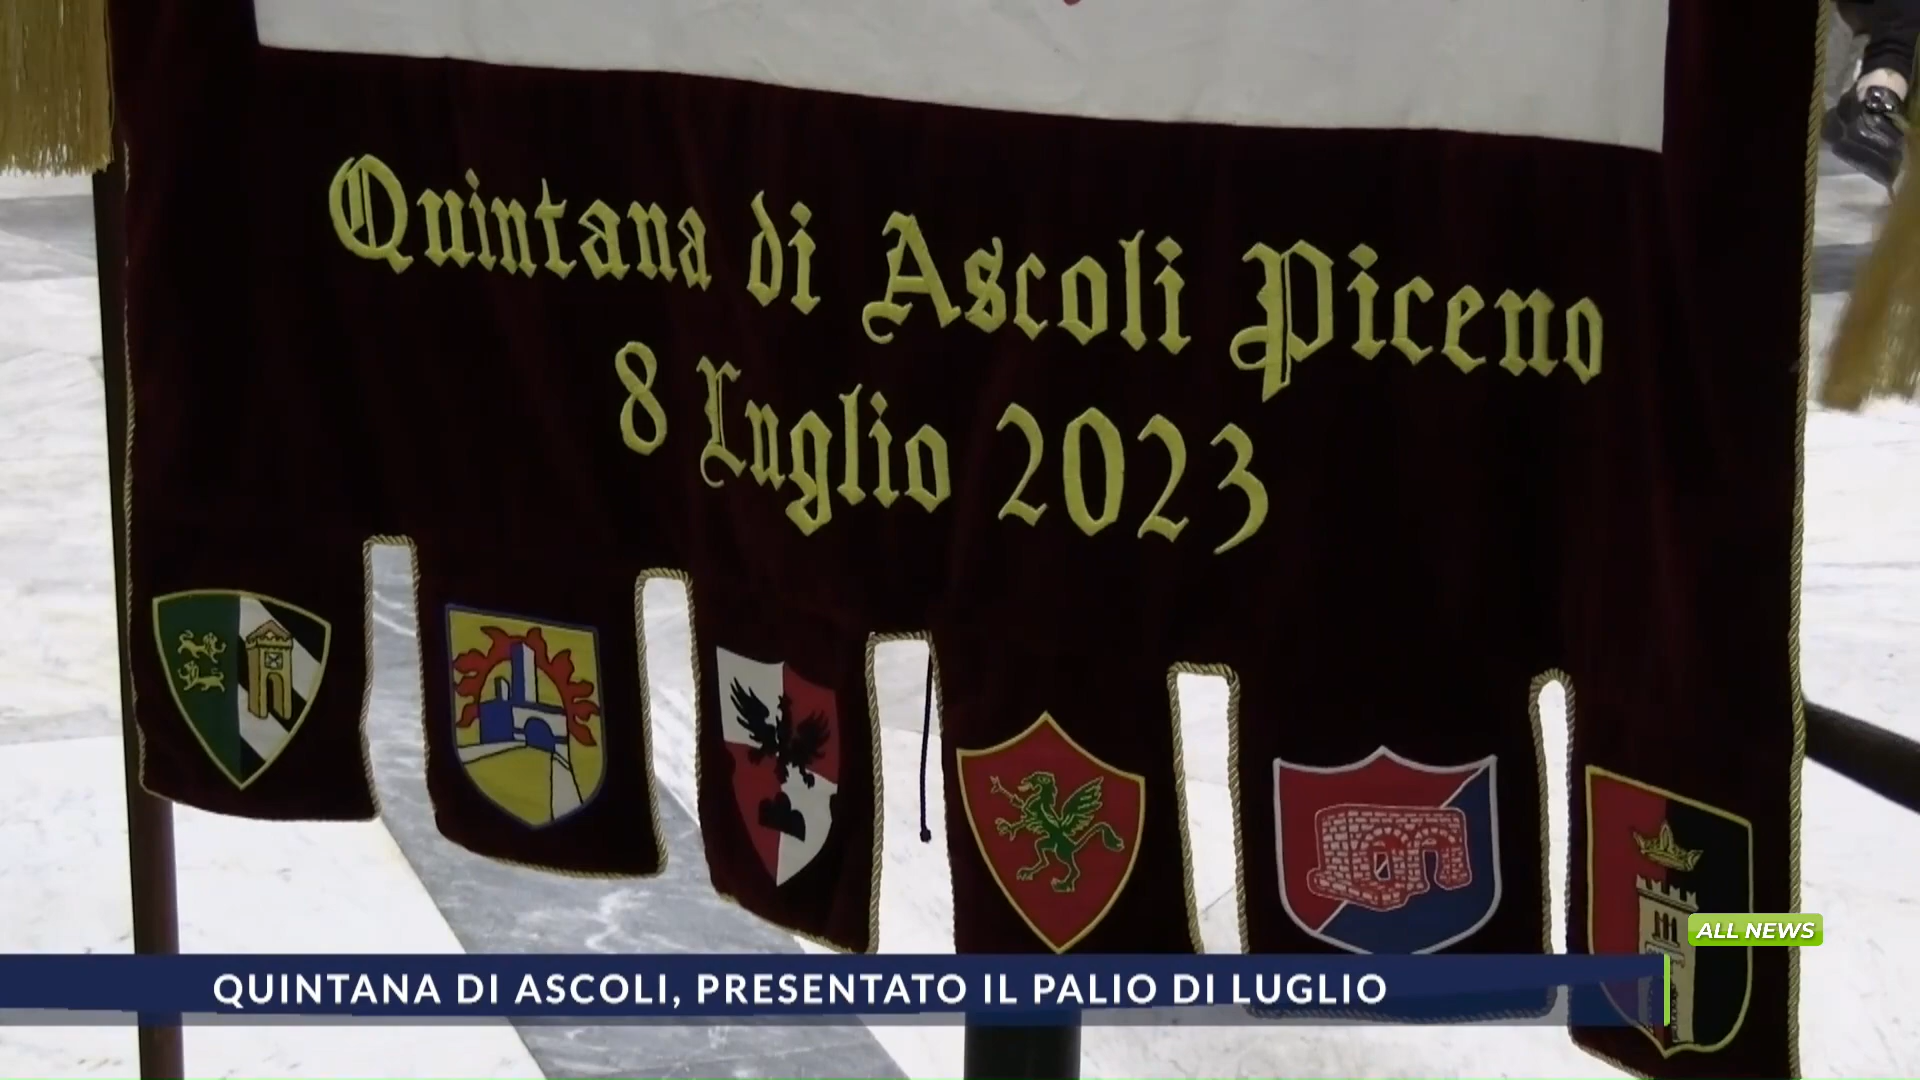 Quintana di Ascoli Piceno
8 Luglio 2023
ALL NEWS
QUINTANA DI ASCOLI, PRESENTATO IL PALIO DI LUGLIO